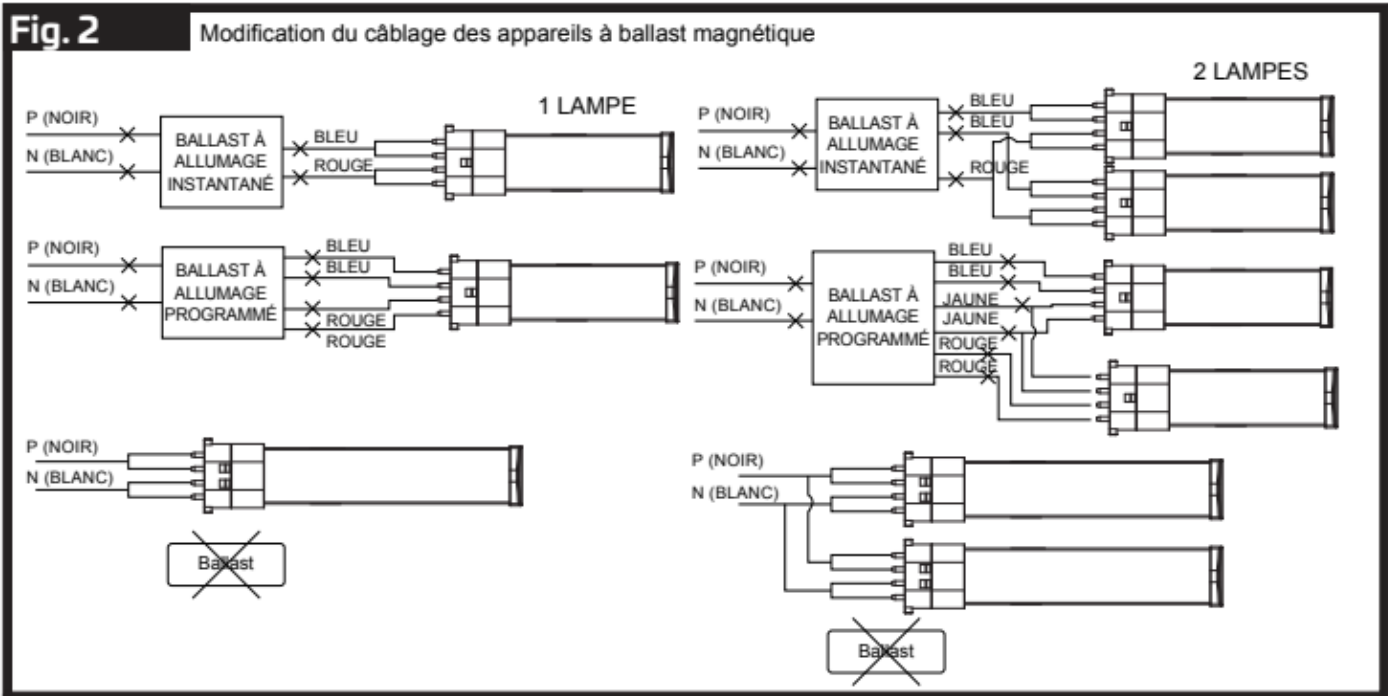 Fig. 2
Modification du câblage des appareils à ballast magnétique
1 LAMPE
P (NOIR)
N (BLANC)
BALLAST À
ALLUMAGE
INSTANTANÉ
BLEU
ROUGE
2 LAMPES
P (NOIR)
N (BLANC)
BALLAST À
ALLUMAGE
INSTANTANÉ
BLEU
BLEU
ROUGE
P (NOIR)
N (BLANC)
BALLAST À
ALLUMAGE
PROGRAMMÉ
BLEU
BLEU
ROUGE
ROUGE
P (NOIR)
N (BLANC)
BALLAST À
ALLUMAGE
PROGRAMMÉ
BLEU
BLEU
JAUNE
JAUNE
ROUGE
ROUGE
P (NOIR)
N (BLANC)
Ballast
P (NOIR)
N (BLANC)
Ballast